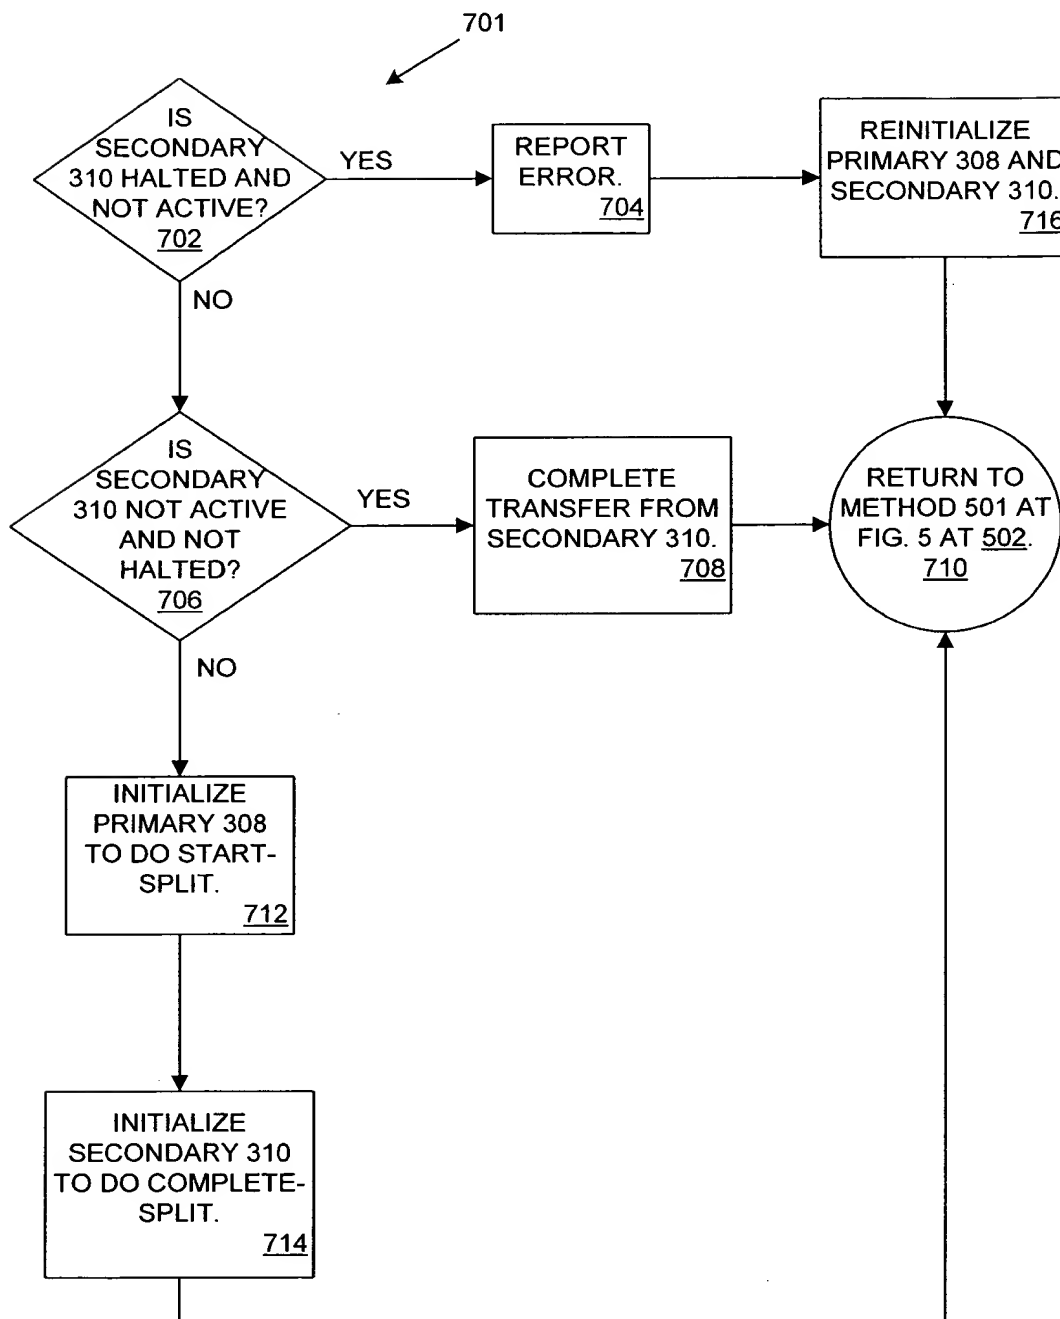 701
IS
SECONDARY
310 HALTED AND
NOT ACTIVE?
702
YES
REPORT
ERROR.
704
REINITIALIZE
PRIMARY 308 AND
SECONDARY 310.
716
NO
IS
SECONDARY
310 NOT ACTIVE
AND NOT
HALTED?
706
YES
COMPLETE
TRANSFER FROM
SECONDARY 310.
708
RETURN TO
METHOD 501 AT
FIG. 5 AT 502.
710
NO
INITIALIZE
PRIMARY 308
TO DO START-
SPLIT.
712
INITIALIZE
SECONDARY 310
TO DO COMPLETE-
SPLIT.
714